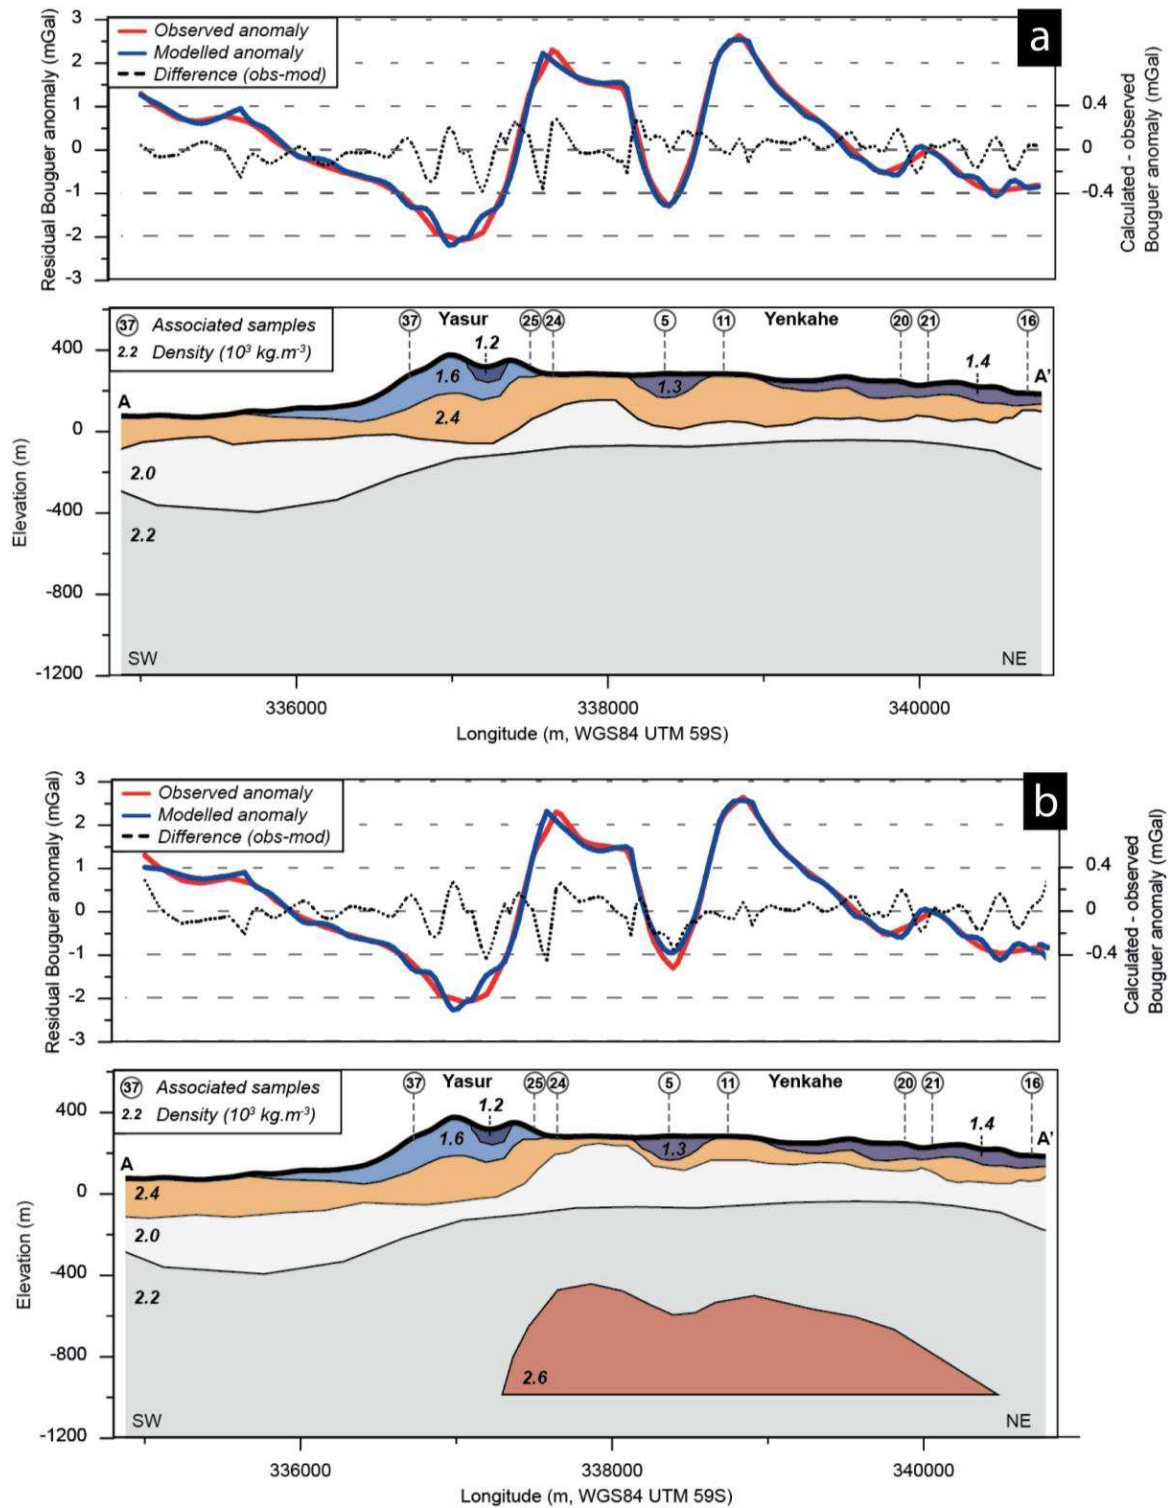 a
Observed anomaly
Modelled anomaly
Difference (obs-mod)
Residual Bouguer anomaly (mGal)
3
2
1
0
-1
-2
-3
0.4
0
-0.4
Calculated - observed
Bouguer anomaly (mGal)
37 Associated samples
2.2 Density (10³ kg.m⁻³)
37 Yasur 25 24 5 11 Yenkahe 20 21 16
1.2
1.4
1.6
1.3
A
A'
2.4
2.0
2.2
SW
NE
Elevation (m)
400
0
-400
-800
-1200
336000 338000 340000
Longitude (m, WGS84 UTM 59S)
b
Observed anomaly
Modelled anomaly
Difference (obs-mod)
Residual Bouguer anomaly (mGal)
3
2
1
0
-1
-2
-3
0.4
0
-0.4
Calculated - observed
Bouguer anomaly (mGal)
37 Associated samples
2.2 Density (10³ kg.m⁻³)
37 Yasur 25 24 5 11 Yenkahe 20 21 16
1.2
1.4
1.6
1.3
A
A'
2.4
2.0
2.2
2.6
SW
NE
Elevation (m)
400
0
-400
-800
-1200
336000 338000 340000
Longitude (m, WGS84 UTM 59S)